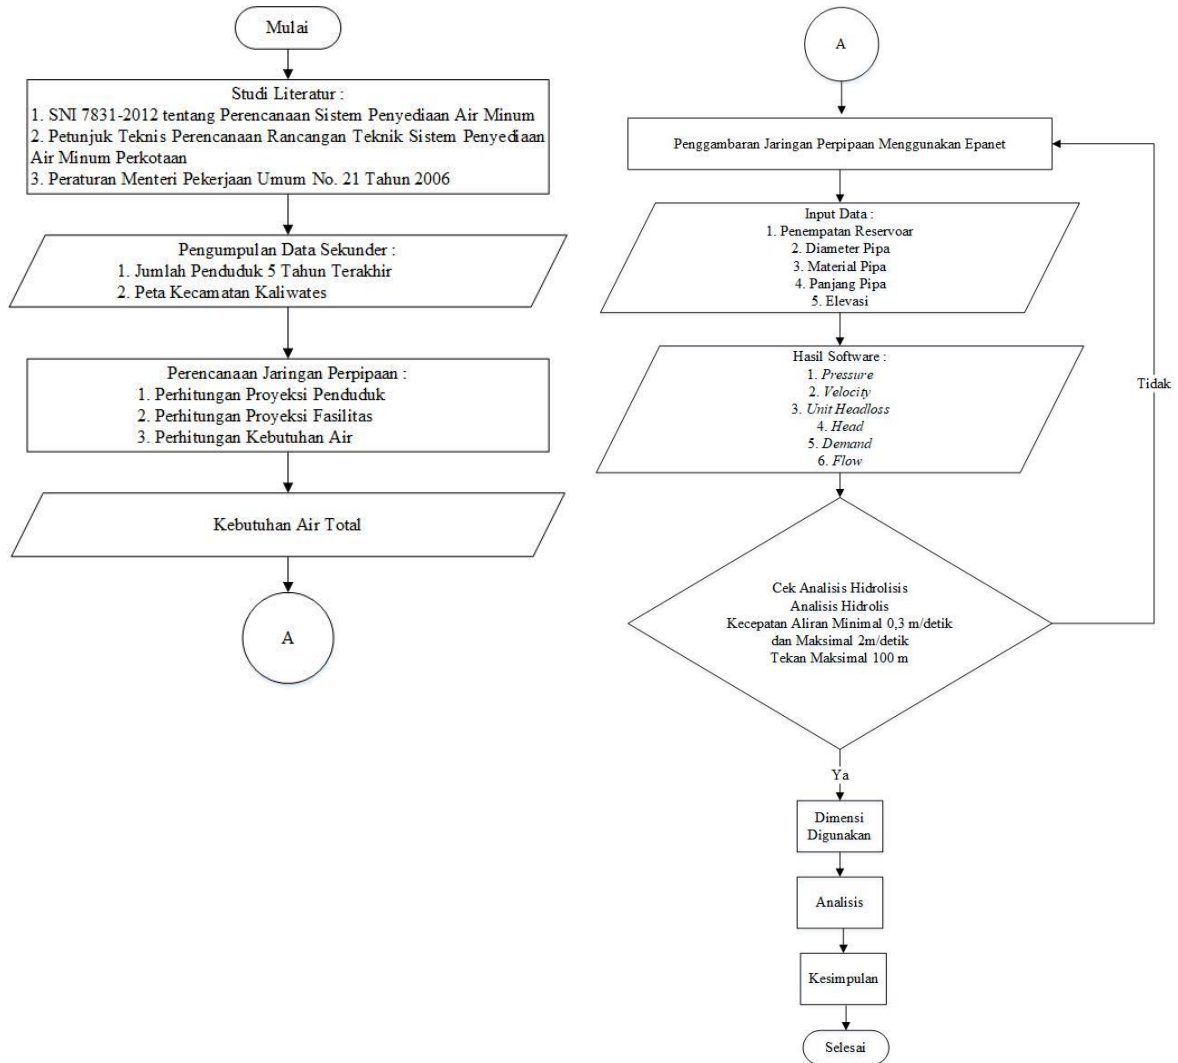 Mulai
Studi Literatur :
1. SNI 7831-2012 tentang Perencanaan Sistem Penyediaan Air Minum
2. Petunjuk Teknis Perencanaan Rancangan Teknik Sistem Penyediaan
Air Minum Perkotaan
3. Peraturan Menteri Pekerjaan Umum No. 21 Tahun 2006
Pengumpulan Data Sekunder :
1. Jumlah Penduduk 5 Tahun Terakhir
2. Peta Kecamatan Kaliwates
Perencanaan Jaringan Perpipaan :
1. Perhitungan Proyeksi Penduduk
2. Perhitungan Proyeksi Fasilitas
3. Perhitungan Kebutuhan Air
Kebutuhan Air Total
A
A
Penggambaran Jaringan Perpipaan Menggunakan Epanet
Input Data :
1. Penempatan Reservoar
2. Diameter Pipa
3. Material Pipa
4. Panjang Pipa
5. Elevasi
Hasil Software :
1. Pressure
2. Velocity
3. Unit Headloss
4. Head
5. Demand
6. Flow
Tidak
Cek Analisis Hidrolisis
Analisis Hidrolis
Kecepatan Aliran Minimal 0,3 m/detik
dan Maksimal 2m/detik
Tekan Maksimal 100 m
Ya
Dimensi
Digunakan
Analisis
Kesimpulan
Selesai